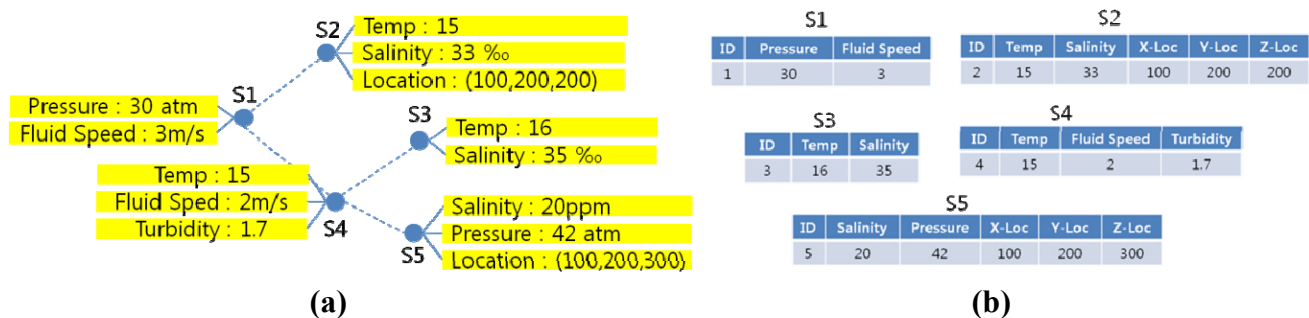 S2
Temp : 15
Salinity : 33 ‰
Location : (100,200,200)
S1
Pressure : 30 atm
Fluid Speed : 3m/s
S3
Temp : 16
Salinity : 35 ‰
Temp : 15
Fluid Sped : 2m/s
Turbidity : 1.7
S4
Salinity : 20ppm
Pressure : 42 atm
Location : (100,200,300)
S5
(a)
S1
ID Pressure Fluid Speed
1 30 3
S2
ID Temp Salinity X-Loc Y-Loc Z-Loc
2 15 33 100 200 200
S3
ID Temp Salinity
3 16 35
S4
ID Temp Fluid Speed Turbidity
4 15 2 1.7
S5
ID Salinity Pressure X-Loc Y-Loc Z-Loc
5 20 42 100 200 300
(b)